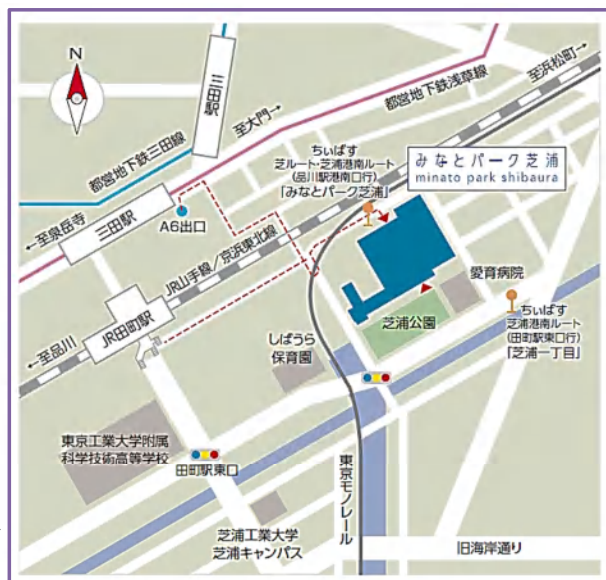 N
三田駅
至浜松町→
都営地下鉄浅草線
至大門→
都営地下鉄三田線
ちぃばす
芝ルート・芝浦港南ルート
(品川駅港南口行)
「みなとパーク芝浦」
みなとパーク芝浦
minato park shibaura
←至泉岳寺
三田駅
A6出口
JR山手線/京浜東北線
愛育病院
JR田町駅
←至品川
しばうら
保育園
芝浦公園
ちぃばす
芝浦港南ルート
(田町駅東口行)
「芝浦一丁目」
東京工業大学附属
科学技術高等学校
田町駅東口
東京モノレール
芝浦工業大学
芝浦キャンパス
旧海岸通り